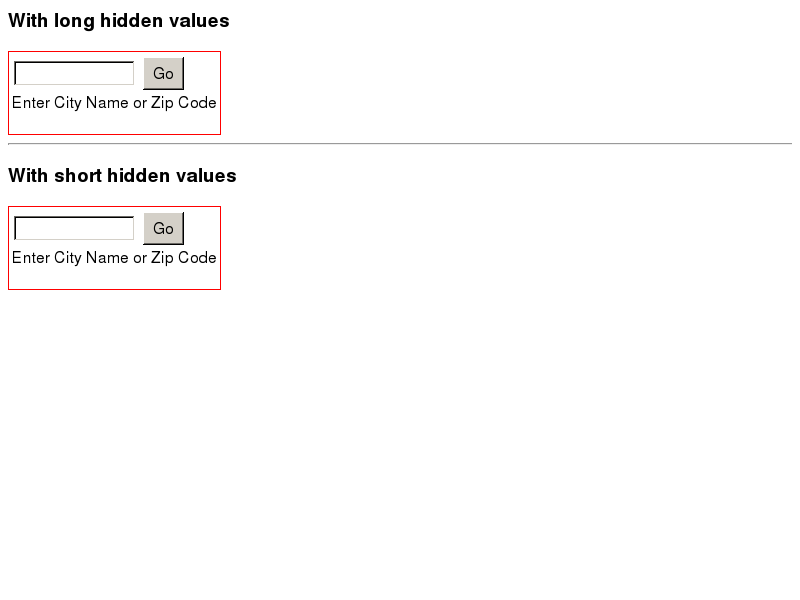 With long hidden values
Go
Enter City Name or Zip Code
With short hidden values
Go
Enter City Name or Zip Code